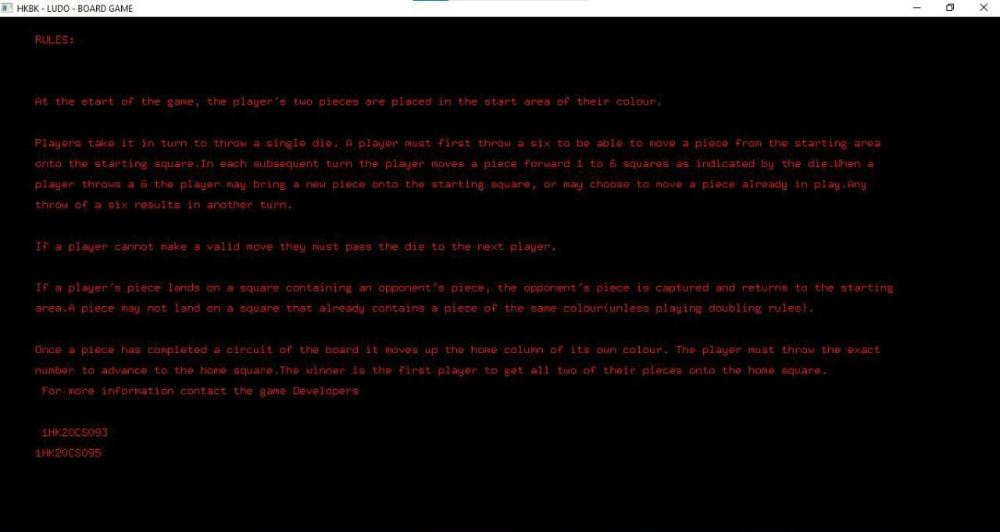 HKBK - LUDO - BOARD GAME
RULES:
At the start of the game, the player's two pieces are placed in the start area of their colour.
Players take it in turn to throw a single die. A player must first throw a six to be able to move a piece from the starting area
onto the starting square.In each subsequent turn the player moves a piece forward 1 to 6 squares as indicated by the die.When a
player throws a 6 the player may bring a new piece onto the starting square, or may choose to move a piece already in play.Any
throw of a six results in another turn.
If a player cannot make a valid move they must pass the die to the next player.
If a player's piece lands on a square containing an opponent's piece, the opponent's piece is captured and returns to the starting
area.A piece may not land on a square that already contains a piece of the same colour(unless playing doubling rules).
Once a piece has completed a circuit of the board it moves up the home column of its own colour. The player must throw the exact
number to advance to the home square.The winner is the first player to get all two of their pieces onto the home square.
For more information contact the game Developers
1HK20CS093
1HK20CS095